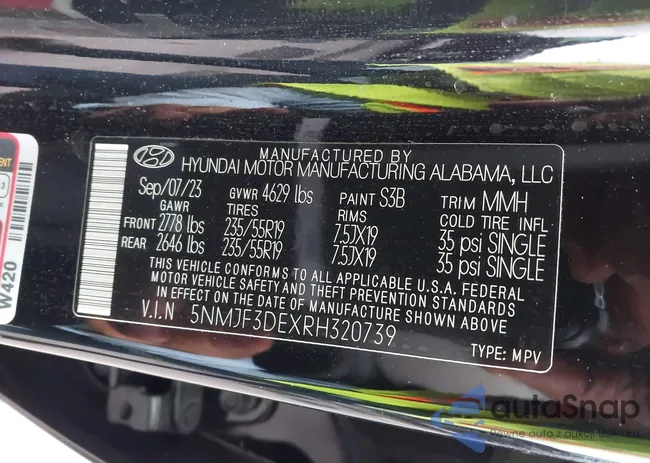 MANUFACTURED BY
HYUNDAI MOTOR MANUFACTURING ALABAMA, LLC
Sep/07/23 GVWR 4629 lbs PAINT S3B TRIM MMH
GAWR TIRES RIMS COLD TIRE INFL
FRONT 2778 lbs 235/55R19 7.5JX19 35 psi SINGLE
REAR 2646 lbs 235/55R19 7.5JX19 35 psi SINGLE
THIS VEHICLE CONFORMS TO ALL APPLICABLE U.S.A. FEDERAL
MOTOR VEHICLE SAFETY AND THEFT PREVENTION STANDARDS
IN EFFECT ON THE DATE OF MANUFACTURE SHOWN ABOVE
V.I.N 5NMJF3DEXRH320739
TYPE: MPV
W420
autoSnap